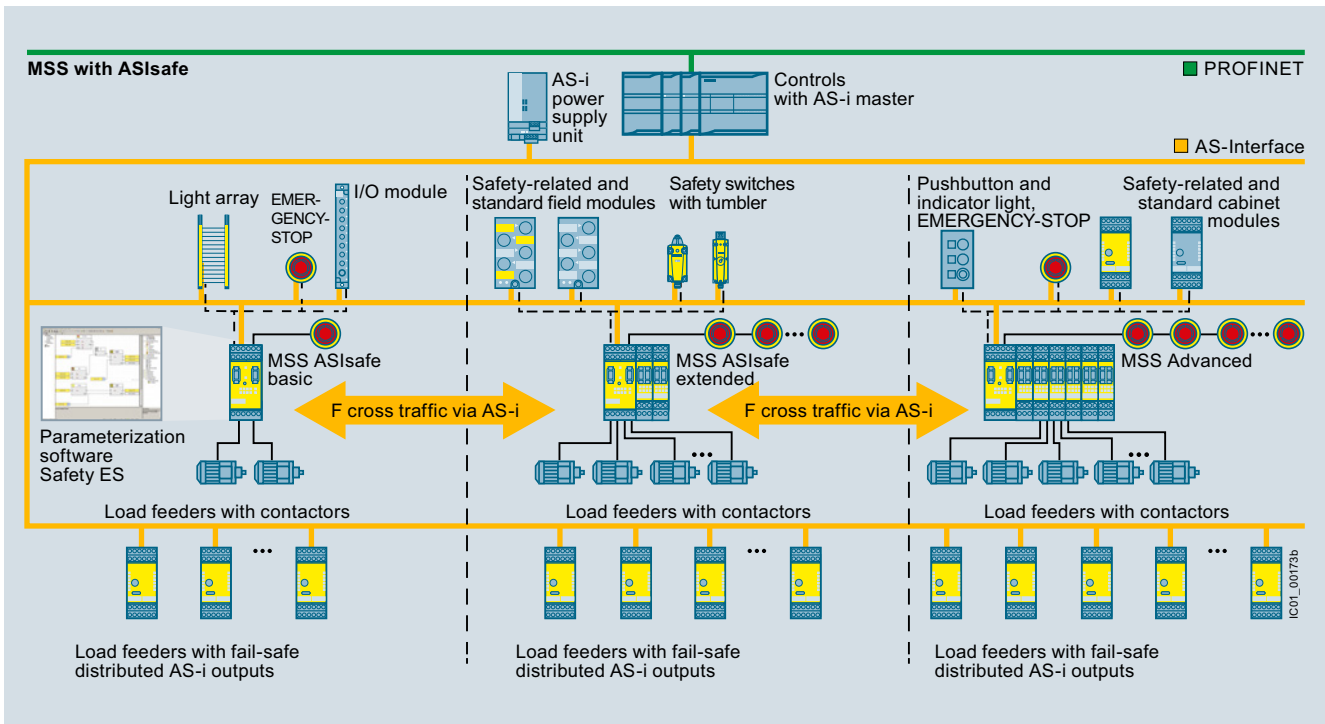 MSS with ASIsafe
PROFINET
AS-i
power
supply
unit
Controls
with AS-i master
AS-Interface
Light array
EMER-
GENCY-
STOP
I/O module
Safety-related and
standard field modules
Safety switches
with tumbler
Pushbutton and
indicator light,
EMERGENCY-STOP
Safety-related and
standard cabinet
modules
MSS ASIsafe
basic
MSS ASIsafe
extended
MSS Advanced
F cross traffic via AS-i
F cross traffic via AS-i
Parameterization
software
Safety ES
Load feeders with contactors
Load feeders with contactors
Load feeders with contactors
IC01_00173b
Load feeders with fail-safe
distributed AS-i outputs
Load feeders with fail-safe
distributed AS-i outputs
Load feeders with fail-safe
distributed AS-i outputs